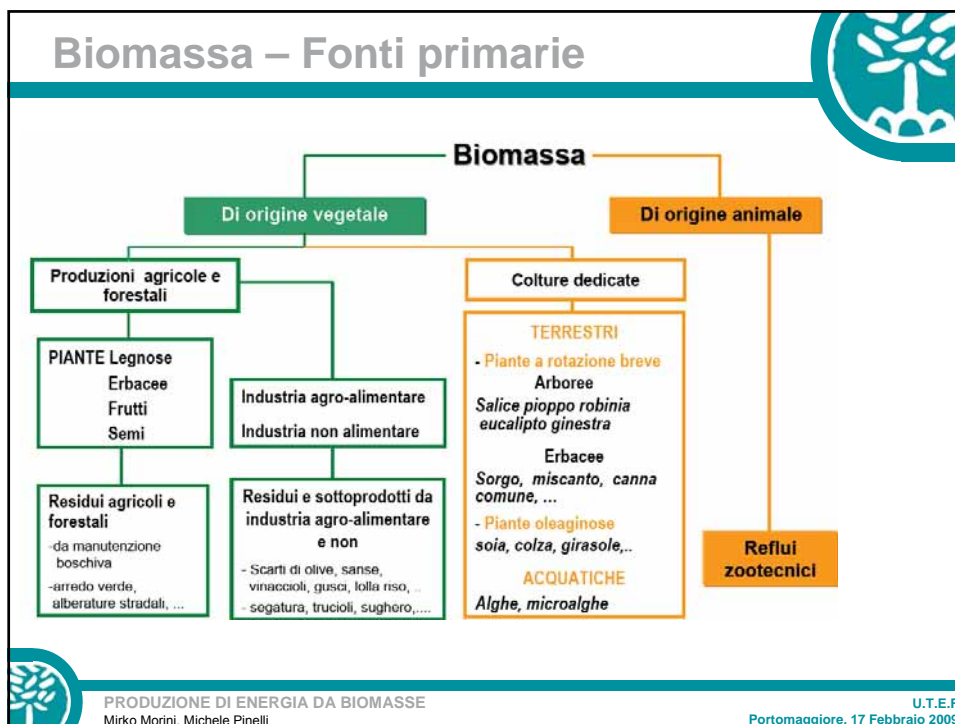 Biomassa – Fonti primarie
Biomassa
Di origine vegetale
Di origine animale
Produzioni agricole e
forestali
Colture dedicate
PIANTE Legnose
Erbacee
Frutti
Semi
Industria agro-alimentare
Industria non alimentare
TERRESTRI
- Piante a rotazione breve
Arboree
Salice pioppo robinia
eucalipto ginestra
Erbacee
Sorgo, miscanto, canna
comune, ...
- Piante oleaginose
soia, colza, girasole,..
ACQUATICHE
Alghe, microalghe
Residui agricoli e
forestali
-da manutenzione
boschiva
-arredo verde,
alberature stradali, ...
Residui e sottoprodotti da
industria agro-alimentare
e non
- Scarti di olive, sanse,
vinaccioli, gusci, lolla riso, ..
- segatura, trucioli, sughero,....
Reflui
zootecnici
PRODUZIONE DI ENERGIA DA BIOMASSE
Mirko Morini, Michele Pinelli
U.T.E.F
Portomaggiore, 17 Febbraio 2009